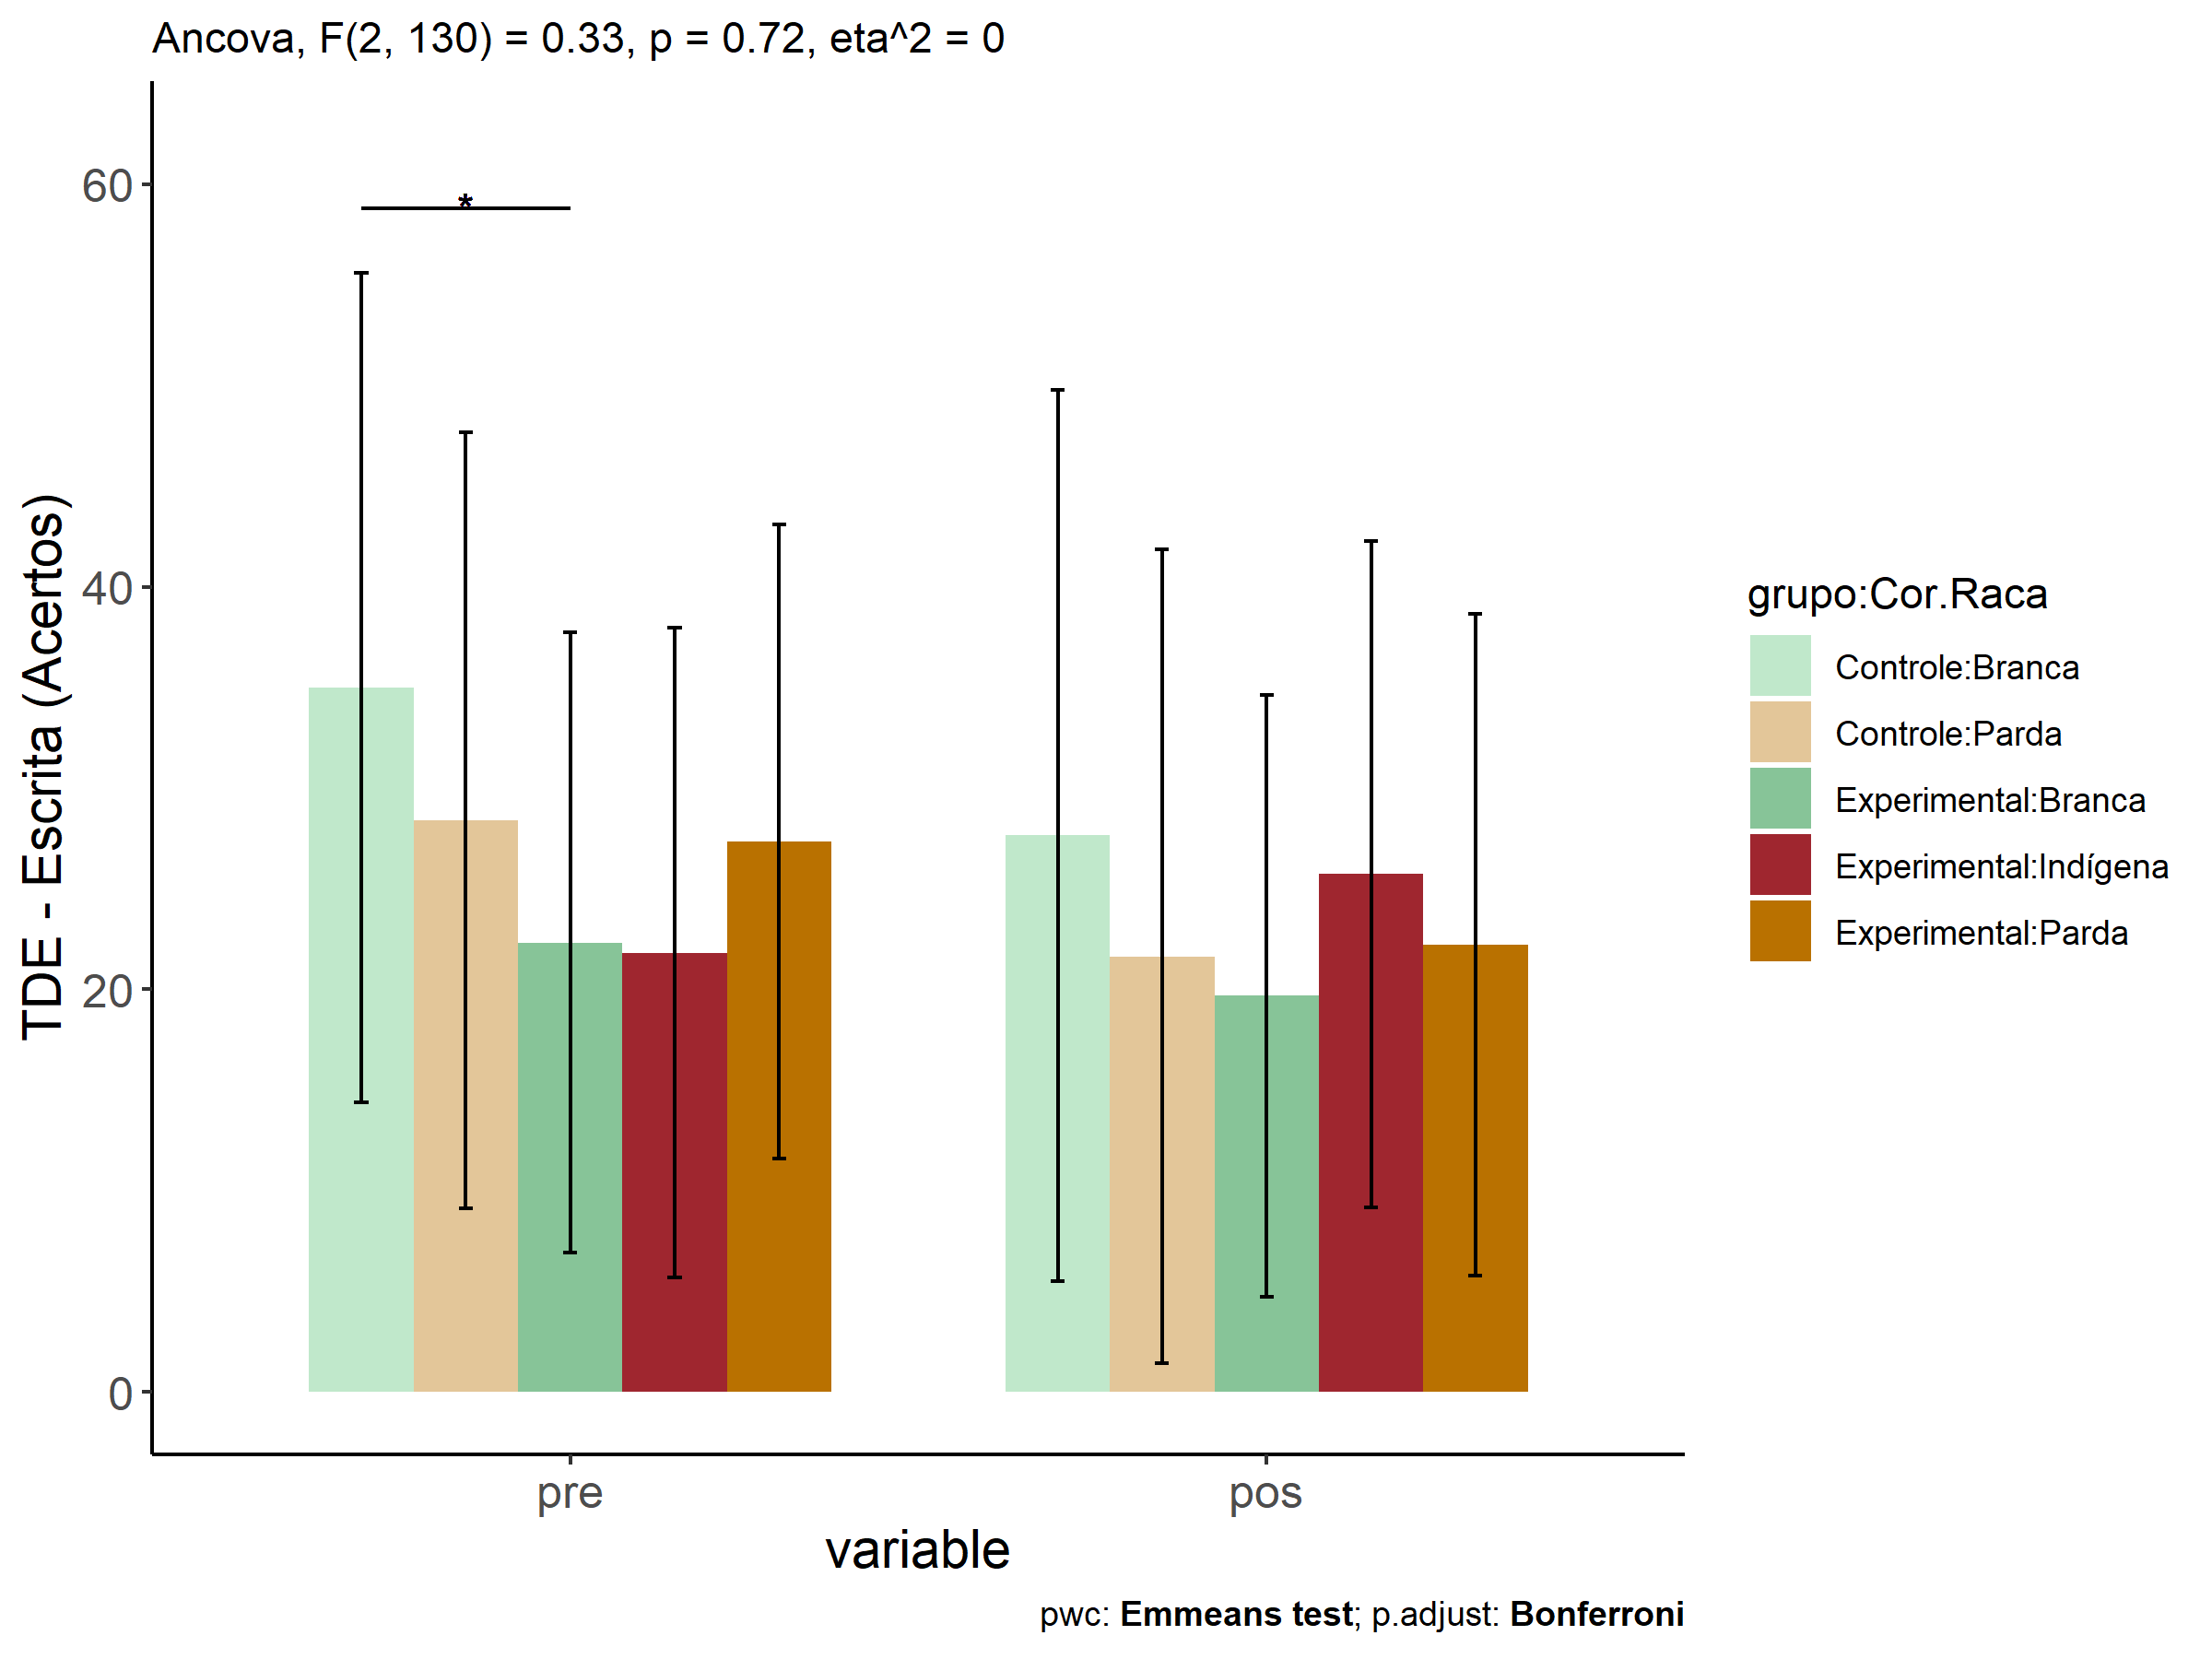 Ancova, F(2, 130) = 0.33, p = 0.72, eta^2 = 0
TDE - Escrita (Acertos)
60
40
20
0
*
pre
pos
variable
grupo:Cor.Raca
Controle:Branca
Controle:Parda
Experimental:Branca
Experimental:Indígena
Experimental:Parda
pwc: Emmeans test; p.adjust: Bonferroni